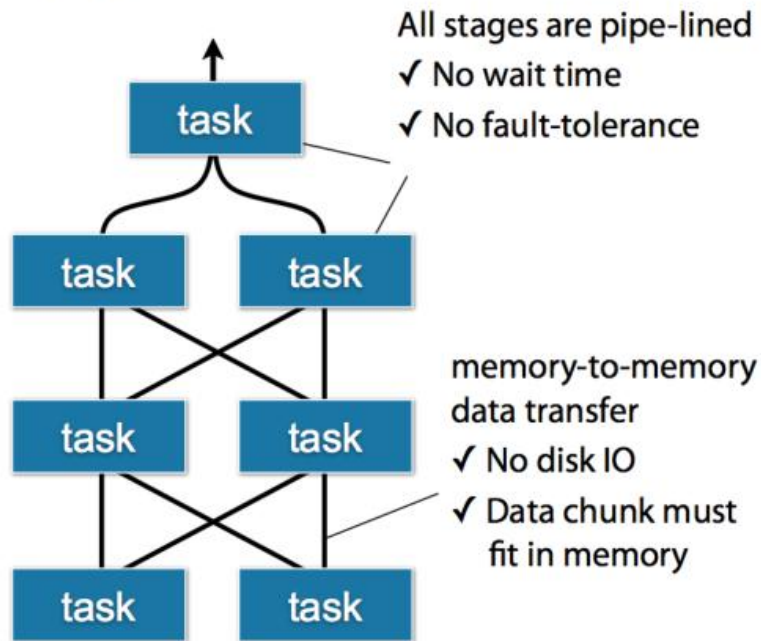 All stages are pipe-lined
✓ No wait time
✓ No fault-tolerance
task
task
task
memory-to-memory
data transfer
✓ No disk IO
✓ Data chunk must
fit in memory
task
task
task
task